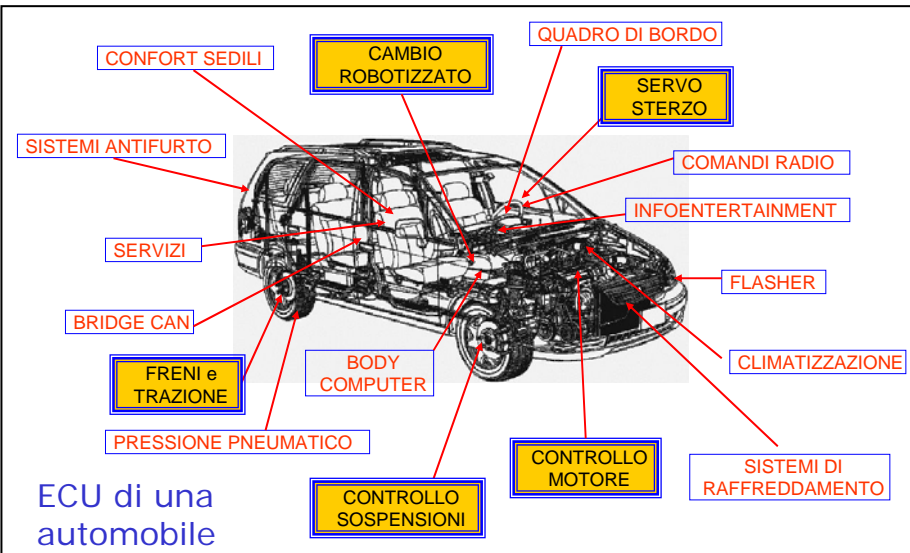 QUADRO DI BORDO
CONFORT SEDILI
CAMBIO
ROBOTIZZATO
SERVO
STERZO
SISTEMI ANTIFURTO
COMANDI RADIO
INFOENTERTAINMENT
SERVIZI
FLASHER
BRIDGE CAN
BODY
COMPUTER
CLIMATIZZAZIONE
FRENI e
TRAZIONE
PRESSIONE PNEUMATICO
CONTROLLO
MOTORE
SISTEMI DI
RAFFREDDAMENTO
CONTROLLO
SOSPENSIONI
ECU di una
automobile